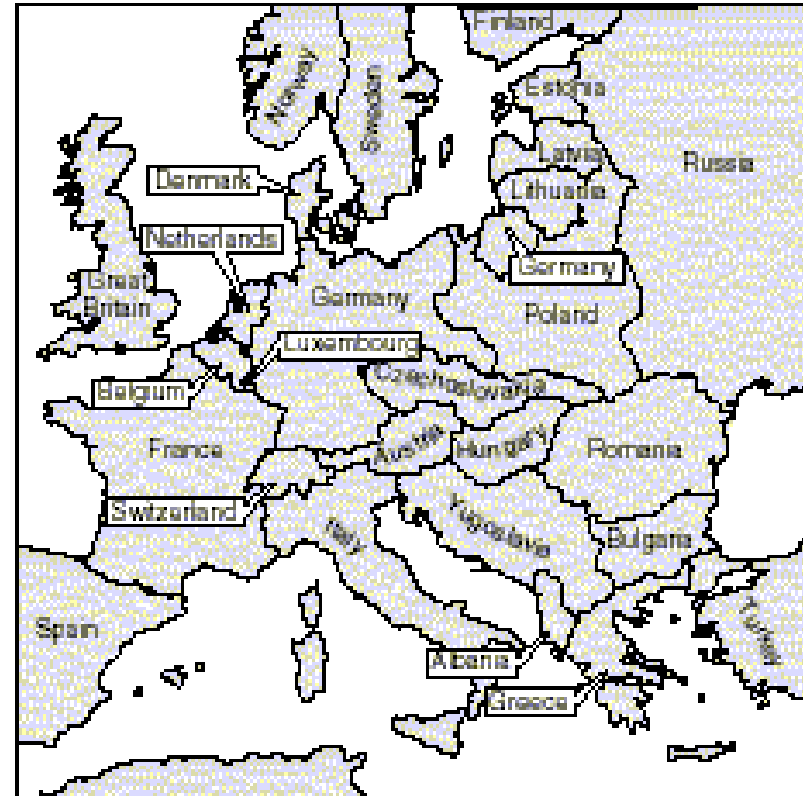 Finland
Norway
Sweden
Estonia
Latvia
Russia
Denmark
Lithuania
Netherlands
Germany
Great
Britain
Germany
Poland
Luxembourg
Belgium
Czechoslovakia
France
Austria
Hungary
Romania
Switzerland
Italy
Yugoslavia
Bulgaria
Spain
Turkey
Albania
Greece